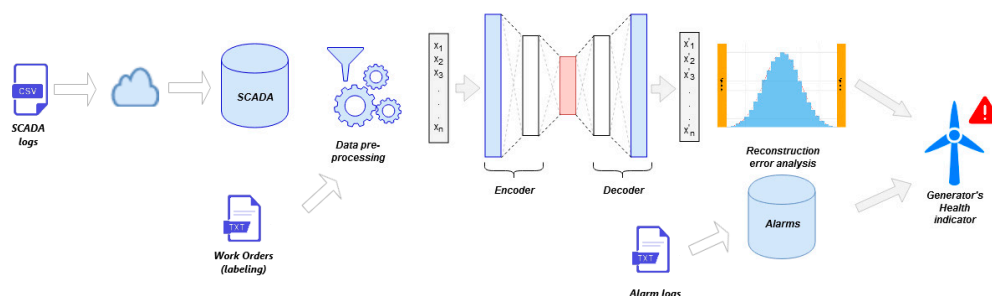 CSV
SCADA
logs
SCADA
Data pre-
processing
TXT
Work Orders
(labeling)
x1
x2
x3
.
.
.
xn
Encoder
Decoder
x'1
x'2
x'3
.
.
.
x'n
Reconstruction
error analysis
Alarms
TXT
Alarm logs
Generator's
Health
indicator